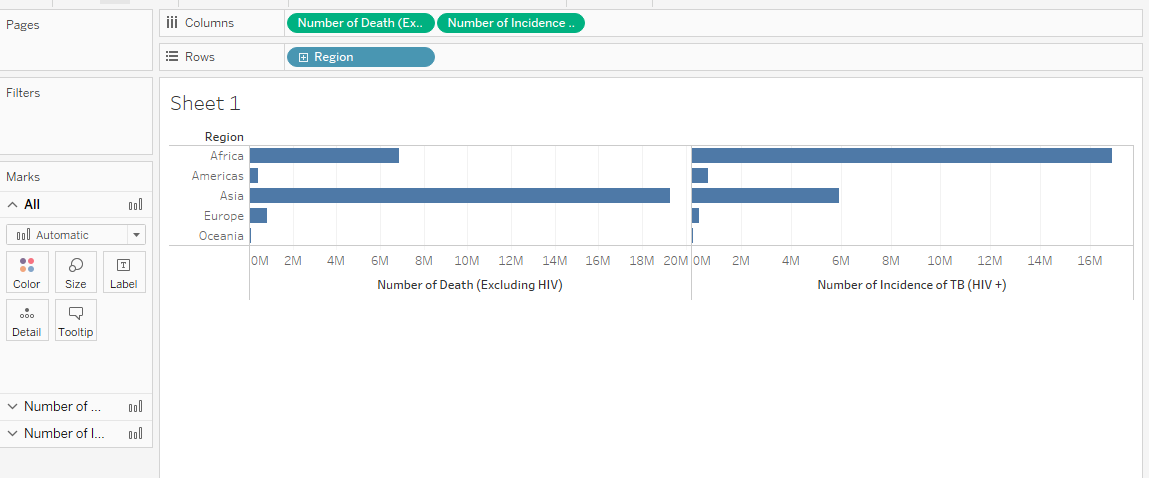 Pages
Columns
Number of Death (Ex..
Number of Incidence ..
Rows
Region
Filters
Sheet 1
Region
Africa
Americas
Asia
Europe
Oceania
0M 2M 4M 6M 8M 10M 12M 14M 16M 18M 20M
0M 2M 4M 6M 8M 10M 12M 14M 16M
Number of Death (Excluding HIV)
Number of Incidence of TB (HIV +)
Marks
All
Automatic
Color
Size
Label
Detail
Tooltip
Number of ...
Number of I...